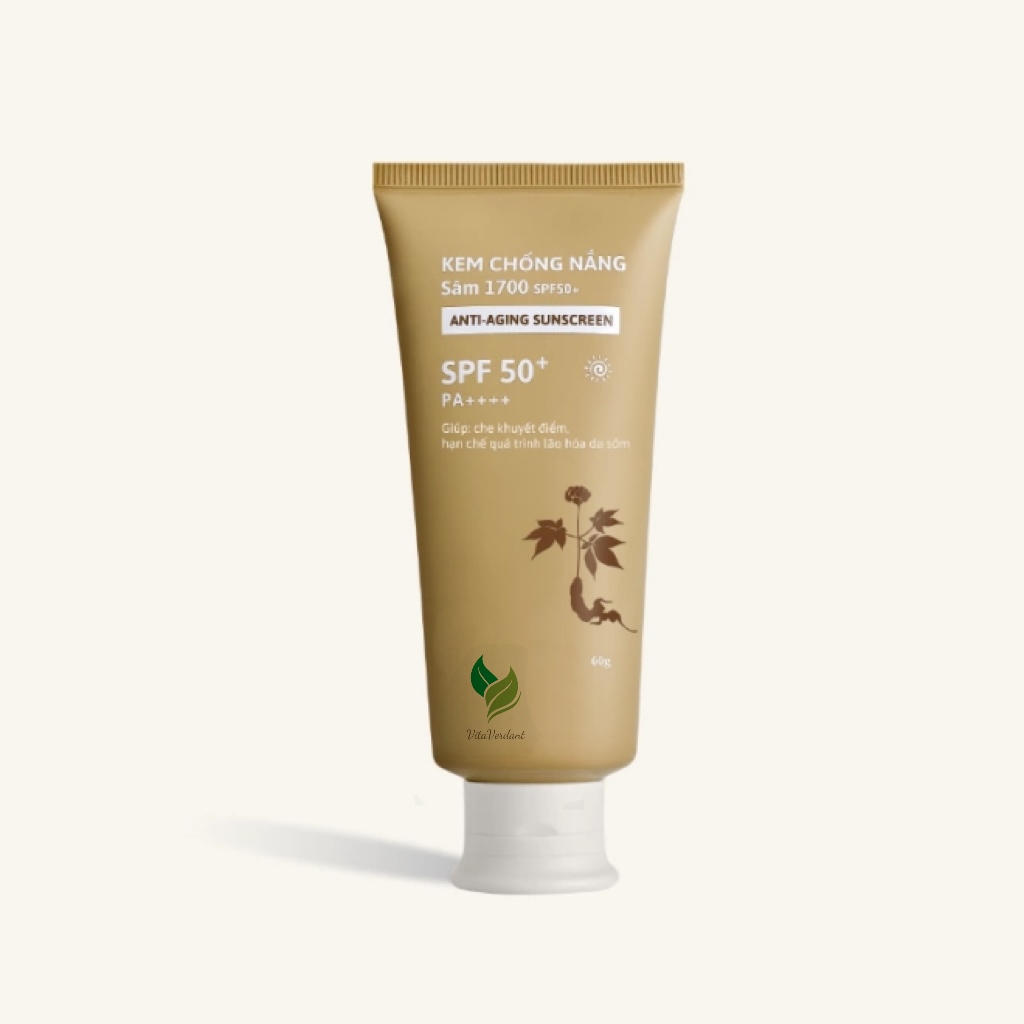 KEM CHỐNG NẮNG
Sâm 1700 SPF50+
ANTI-AGING SUNSCREEN
SPF 50+
PA++++
Giúp: che khuyết điểm,
hạn chế quá trình lão hóa da sớm
60g
VitaVerdant